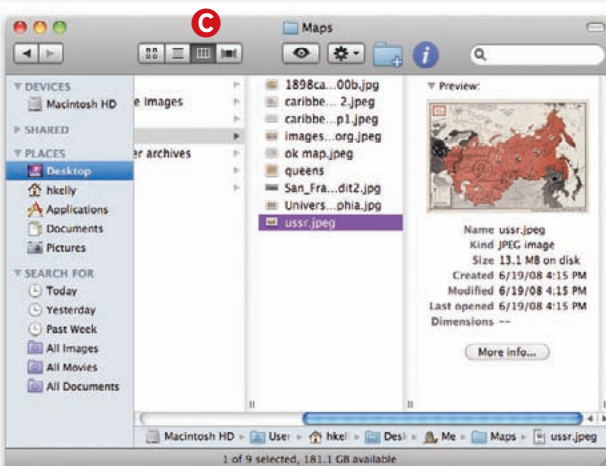 C
Maps
DEVICES
Macintosh HD
SHARED
PLACES
Desktop
hkelly
Applications
Documents
Pictures
SEARCH FOR
Today
Yesterday
Past Week
All Images
All Movies
All Documents
e Images
er archives
1898ca...00b.jpg
caribbe... 2.jpeg
caribbe...p1.jpeg
images...org.jpeg
ok map.jpeg
queens
San_Fra...dit2.jpg
Univers...phia.jpg
ussr.jpeg
Preview:
Name ussr.jpeg
Kind JPEG image
Size 13.1 MB on disk
Created 6/19/08 4:15 PM
Modified 6/19/08 4:15 PM
Last opened 6/19/08 4:15 PM
Dimensions --
More info...
Macintosh HD User hkel Desk Me Maps ussr.jpeg
1 of 9 selected, 181.1 GB available